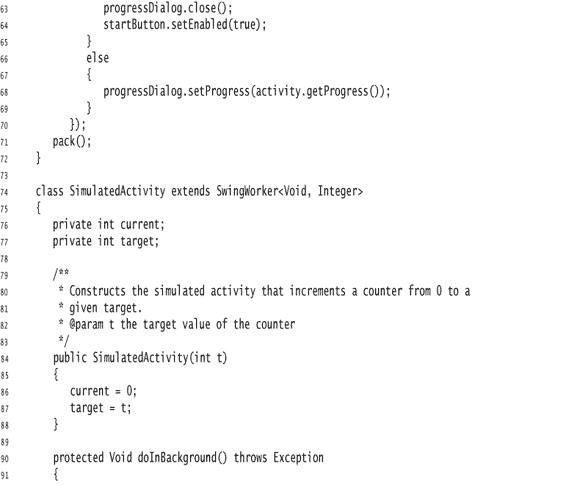 63 progressDialog.close();
64 startButton.setEnabled(true);
65 }
66 else
67 {
68 progressDialog.setProgress(activity.getProgress());
69 }
70 });
71 pack();
72 }
73
74 class SimulatedActivity extends SwingWorker<Void, Integer>
75 {
76 private int current;
77 private int target;
78
79 /**
80 * Constructs the simulated activity that increments a counter from 0 to a
81 * given target.
82 * @param t the target value of the counter
83 */
84 public SimulatedActivity(int t)
85 {
86 current = 0;
87 target = t;
88 }
89
90 protected Void doInBackground() throws Exception
91 {